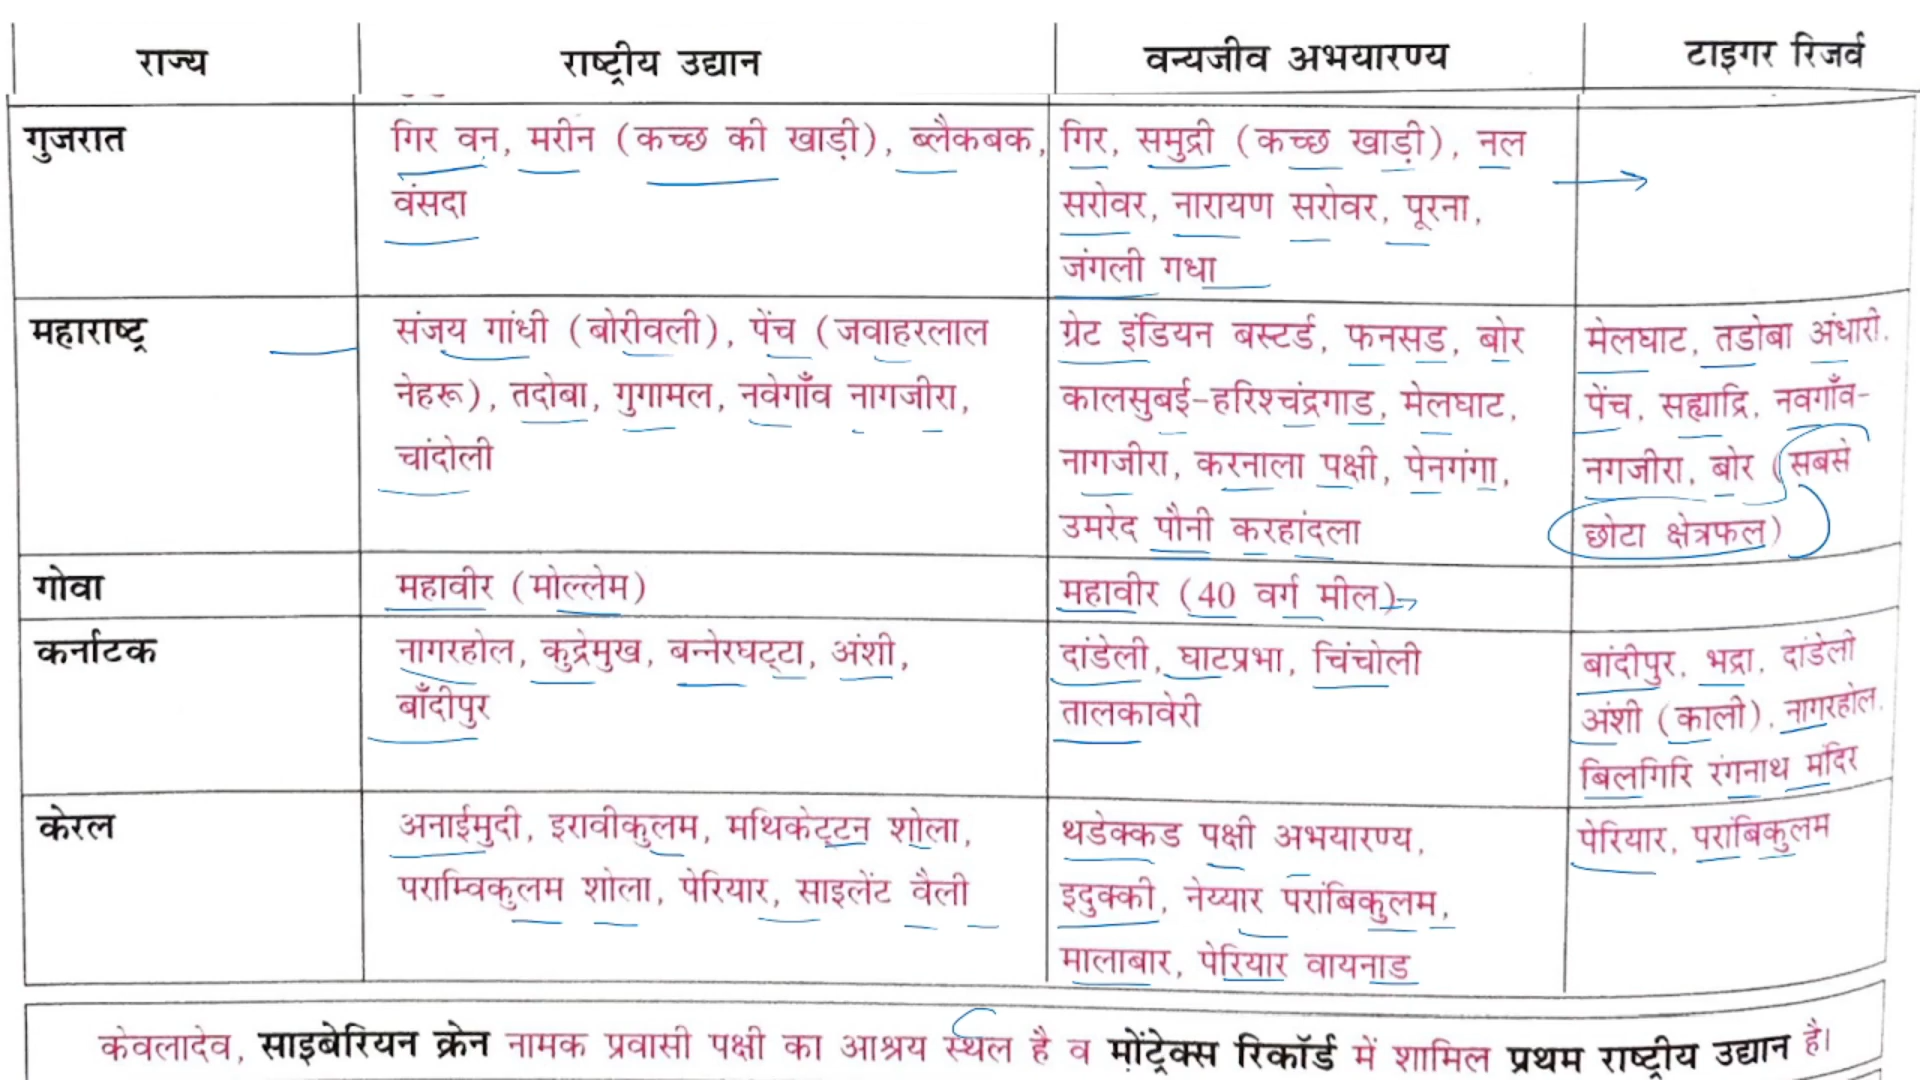 राज्य राष्ट्रीय उद्यान वन्यजीव अभयारण्य टाइगर रिजर्व
गुजरात
गिर वन, मरीन (कच्छ की खाड़ी), ब्लैकबक,
वंसदा
गिर, समुद्री (कच्छ खाड़ी), नल
सरोवर, नारायण सरोवर, पूरना,
जंगली गधा
महाराष्ट्र
संजय गांधी (बोरीवली), पेंच (जवाहरलाल
नेहरू), तदोबा, गुगामल, नवेगाँव नागजीरा,
चांदोली
ग्रेट इंडियन बस्टर्ड, फनसड, बोर
कालसुबई-हरिश्चंद्रगाड, मेलघाट,
नागजीरा, करनाला पक्षी, पेनगंगा,
उमरेद पौनी करहांदला
मेलघाट, तडोबा अंधारी,
पेंच, सह्याद्रि, नवगाँव-
नगजीरा, बोर (सबसे
छोटा क्षेत्रफल)
गोवा
महावीर (मोल्लेम)
महावीर (40 वर्ग मील)
कर्नाटक
नागरहोल, कुद्रेमुख, बन्नेरघट्टा, अंशी,
बाँदीपुर
दांडेली, घाटप्रभा, चिंचोली
तालकावेरी
बांदीपुर, भद्रा, दांडेली
अंशी (काली), नागरहोल,
बिलगिरि रंगनाथ मंदिर
केरल
अनाईमुदी, इरावीकुलम, मथिकेट्टन शोला,
पराम्विकुलम शोला, पेरियार, साइलेंट वैली
थडेक्कड पक्षी अभयारण्य,
इदुक्की, नेय्यार परांबिकुलम,
मालाबार, पेरियार वायनाड
पेरियार, परांबिकुलम
केवलादेव, साइबेरियन क्रेन नामक प्रवासी पक्षी का आश्रय स्थल है व मोंट्रेक्स रिकॉर्ड में शामिल प्रथम राष्ट्रीय उद्यान है।